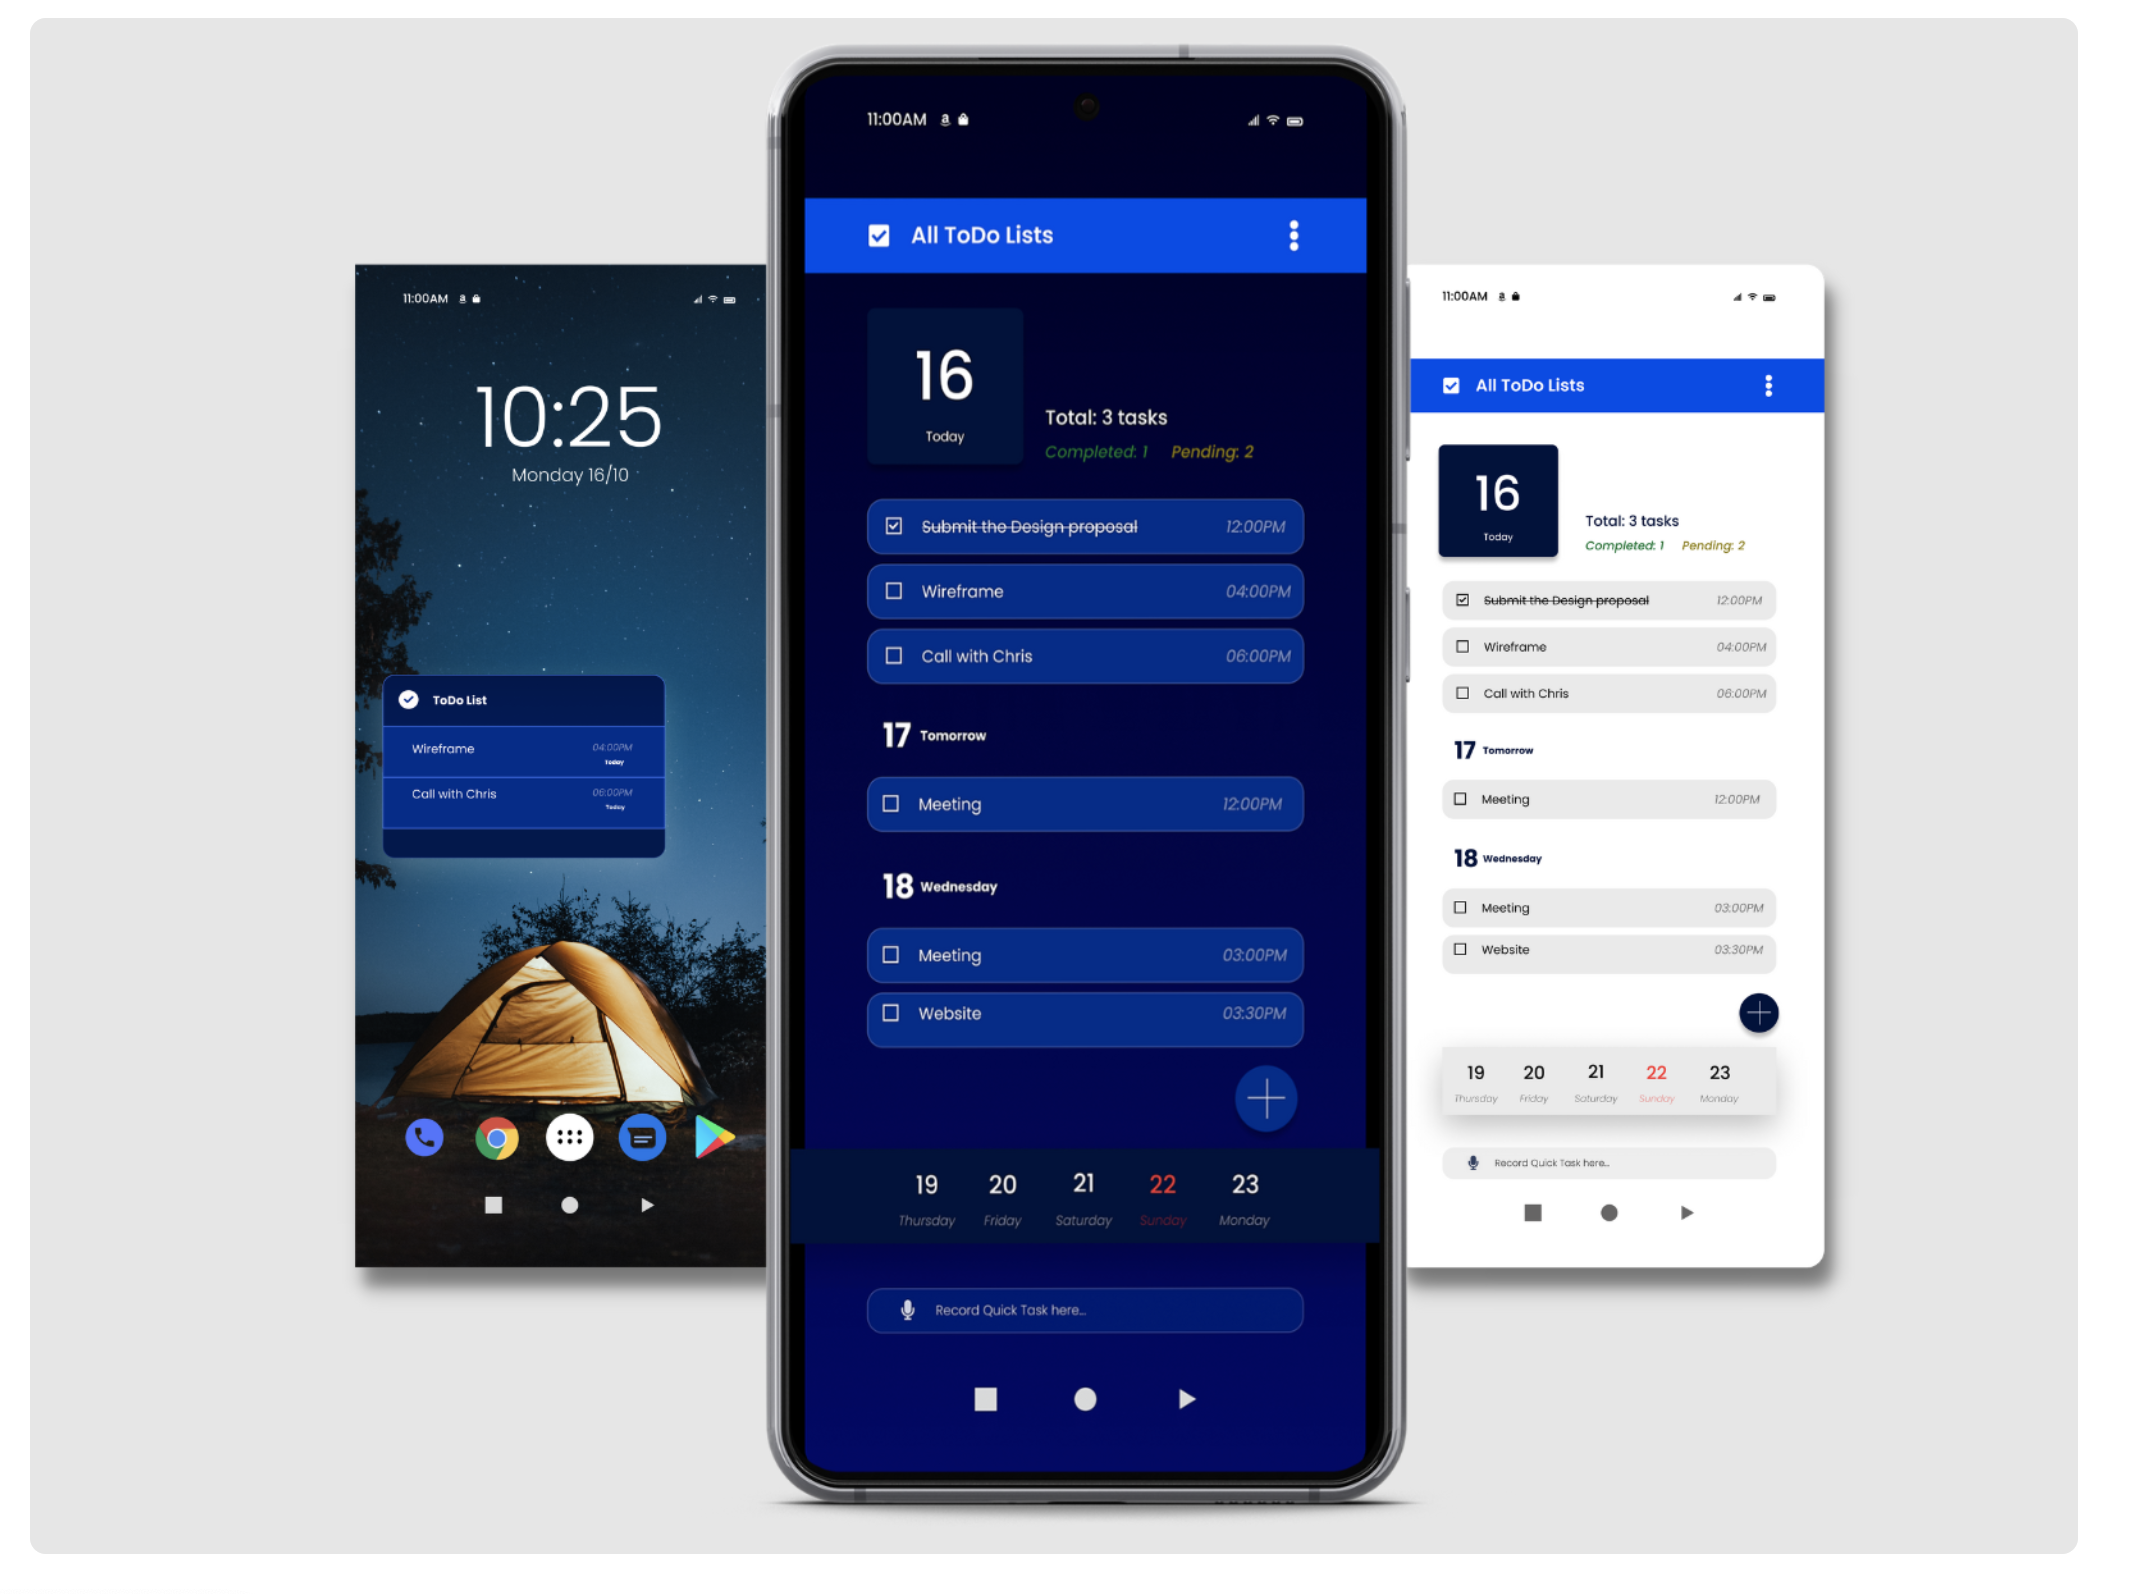 11:00AM
10:25
Monday 16/10
ToDo List
Wireframe 04:00PM
Today
Call with Chris 06:00PM
Today
11:00AM
All ToDo Lists
16
Today
Total: 3 tasks
Completed: 1 Pending: 2
Submit the Design proposal 12:00PM
Wireframe 04:00PM
Call with Chris 06:00PM
17 Tomorrow
Meeting 12:00PM
18 Wednesday
Meeting 03:00PM
Website 03:30PM
19 20 21 22 23
Thursday Friday Saturday Sunday Monday
Record Quick Task here...
11:00AM
All ToDo Lists
16
Today
Total: 3 tasks
Completed: 1 Pending: 2
Submit the Design proposal 12:00PM
Wireframe 04:00PM
Call with Chris 06:00PM
17 Tomorrow
Meeting 12:00PM
18 Wednesday
Meeting 03:00PM
Website 03:30PM
19 20 21 22 23
Thursday Friday Saturday Sunday Monday
Record Quick Task here...